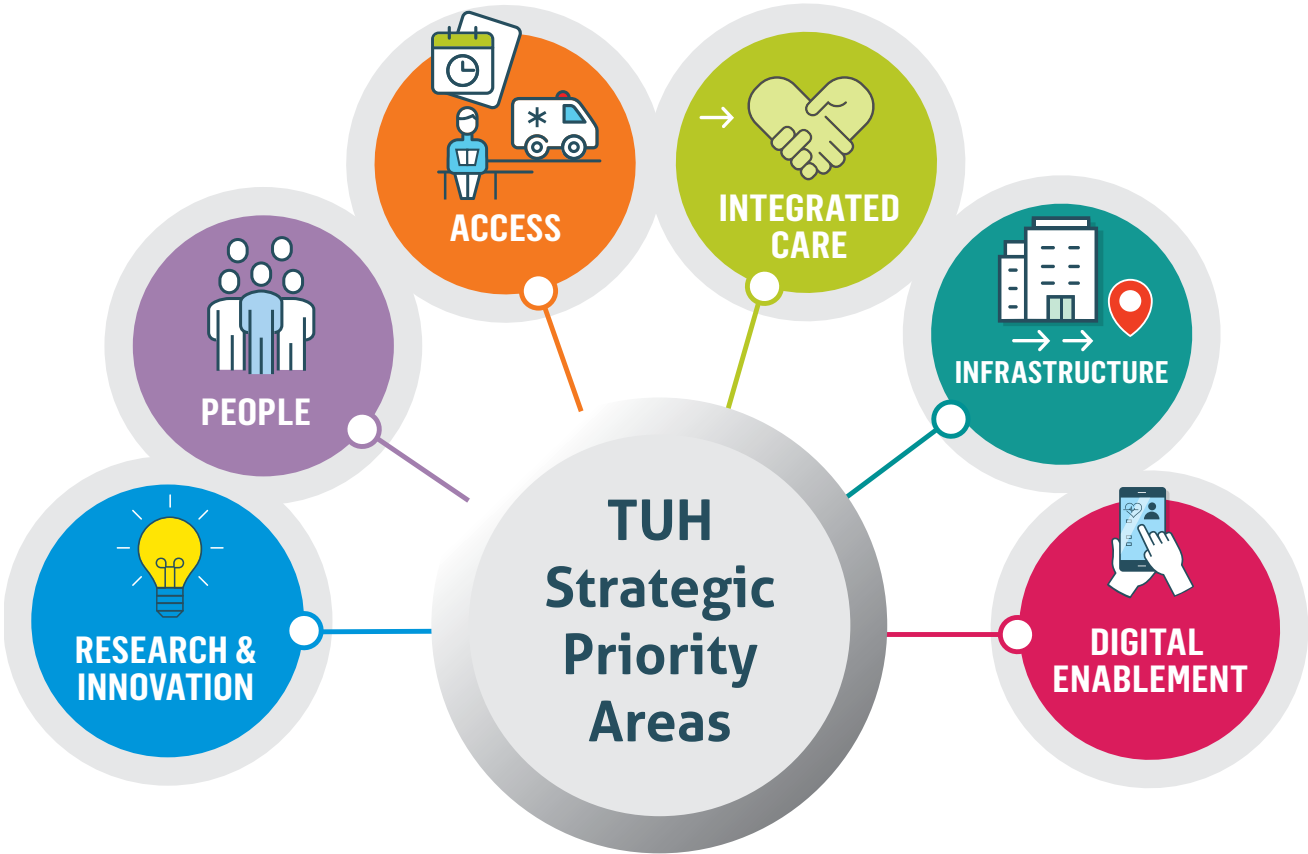 ACCESS
INTEGRATED
CARE
PEOPLE
INFRASTRUCTURE
RESEARCH &
INNOVATION
TUH
Strategic
Priority
Areas
DIGITAL
ENABLEMENT